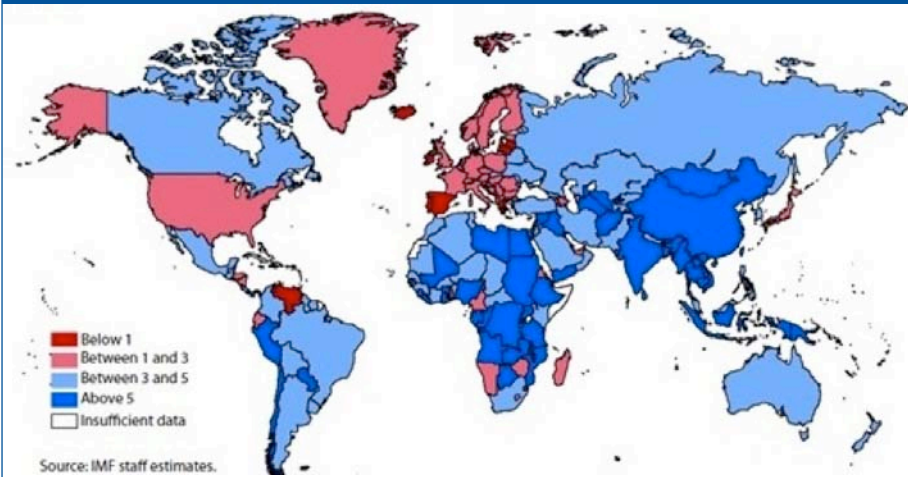 Below 1
Between 1 and 3
Between 3 and 5
Above 5
Insufficient data
Source: IMF staff estimates.